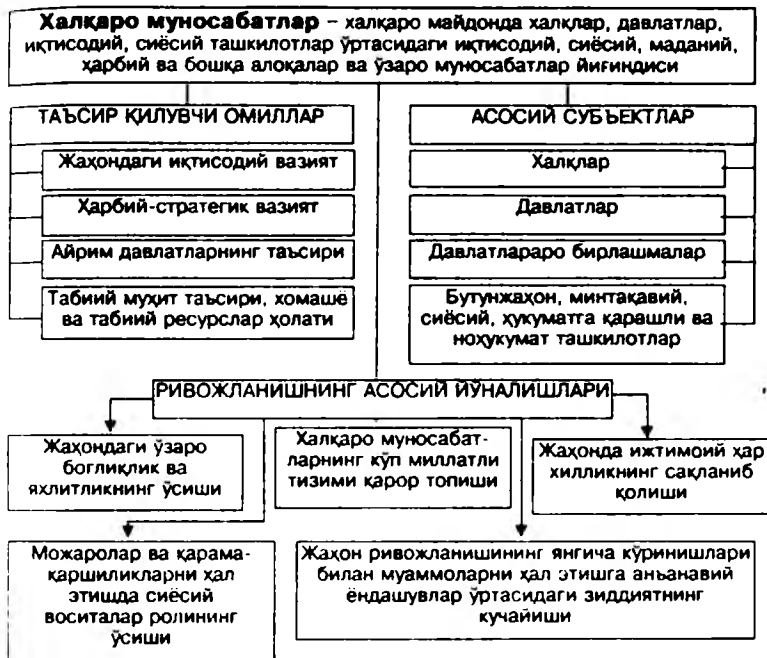 Халқаро муносабатлар – халқаро майдонда халқлар, давлатлар,
иқтисодий, сиёсий ташкилотлар ўртасидаги иқтисодий, сиёсий, маданий,
ҳарбий ва бошқа алоқалар ва ўзаро муносабатлар йиғиндиси
ТАЪСИР ҚИЛУВЧИ ОМИЛЛАР
Жаҳондаги иқтисодий вазият
Ҳарбий-стратегик вазият
Айрим давлатларнинг таъсири
Табиий муҳит таъсири, хомашё
ва табиий ресурслар ҳолати
АСОСИЙ СУБЪЕКТЛАР
Халқлар
Давлатлар
Давлатлараро бирлашмалар
Бутунжаҳон, минтақавий,
сиёсий, ҳукуматга қарашли ва
ноҳукумат ташкилотлар
РИВОЖЛАНИШНИНГ АСОСИЙ ЙЎНАЛИШЛАРИ
Жаҳондаги ўзаро
боғлиқлик ва
яхлитликнинг ўсиши
Халқаро муносабат-
ларнинг кўп миллатли
тизими қарор топиши
Жаҳонда ижтимоий ҳар
хилликнинг сақланиб
қолиши
Можаролар ва қарама-
қаршиликларни ҳал
этишда сиёсий
воситалар ролининг
ўсиши
Жаҳон ривожланишининг янгича кўринишлари
билан муаммоларни ҳал этишга анъанавий
ёндашувлар ўртасидаги зиддиятнинг
кучайиши